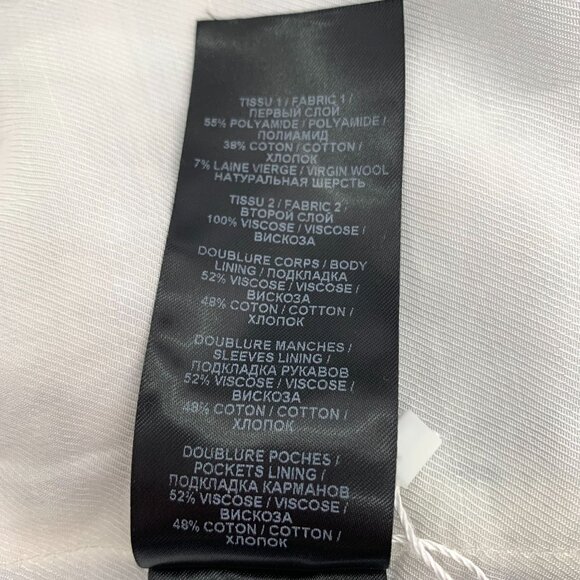 TISSU 1 / FABRIC 1 /
ПЕРВЫЙ СЛОЙ
55% POLYAMIDE / POLYAMIDE /
ПОЛИАМИД
38% COTON / COTTON /
ХЛОПОК
7% LAINE VIERGE / VIRGIN WOOL
НАТУРАЛЬНАЯ ШЕРСТЬ
TISSU 2 / FABRIC 2 /
ВТОРОЙ СЛОЙ
100% VISCOSE / VISCOSE /
ВИСКОЗА
DOUBLURE CORPS / BODY
LINING / ПОДКЛАДКА
52% VISCOSE / VISCOSE /
ВИСКОЗА
48% COTON / COTTON /
ХЛОПОК
DOUBLURE MANCHES /
SLEEVES LINING /
ПОДКЛАДКА РУКАВОВ
52% VISCOSE / VISCOSE /
ВИСКОЗА
48% COTON / COTTON /
ХЛОПОК
DOUBLURE POCHES /
POCKETS LINING /
ПОДКЛАДКА КАРМАНОВ
52% VISCOSE / VISCOSE /
ВИСКОЗА
48% COTON / COTTON /
ХЛОПОК